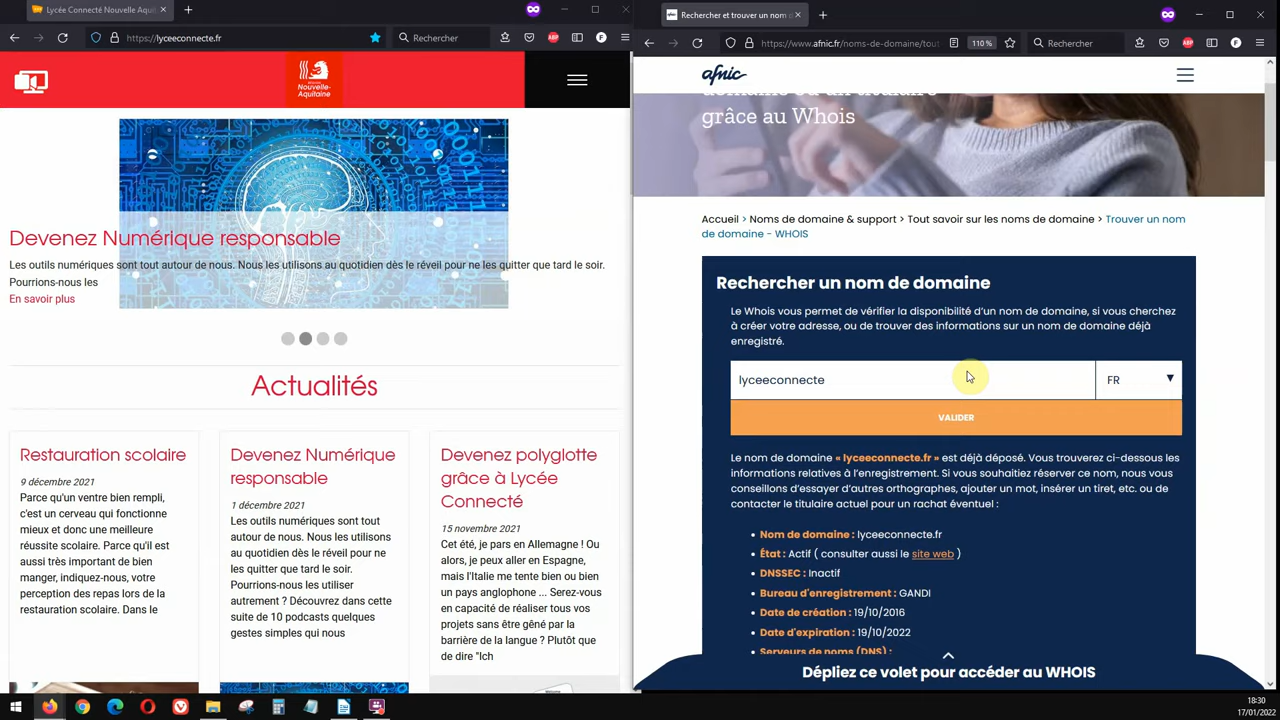 Lycée Connecté Nouvelle Aquit
https://lyceeconnecte.fr
Rechercher
RÉGION
Nouvelle-
Aquitaine
Devenez Numérique responsable
Les outils numériques sont tout autour de nous. Nous les utilisons au quotidien dès le réveil pour ne les quitter que tard le soir.
Pourrions-nous les
En savoir plus
Actualités
Restauration scolaire
9 décembre 2021
Parce qu'un ventre bien rempli,
c'est un cerveau qui fonctionne
mieux et donc une meilleure
réussite scolaire. Parce qu'il est
aussi très important de bien
manger, indiquez-nous, votre
perception des repas lors de la
restauration scolaire. Dans le
Devenez Numérique
responsable
1 décembre 2021
Les outils numériques sont tout
autour de nous. Nous les utilisons
au quotidien dès le réveil pour ne
les quitter que tard le soir.
Pourrions-nous les utiliser
autrement ? Découvrez dans cette
suite de 10 podcasts quelques
gestes simples qui nous
Devenez polyglotte
grâce à Lycée
Connecté
15 novembre 2021
Cet été, je pars en Allemagne ! Ou
alors, je peux aller en Espagne,
mais l'Italie me tente bien ou bien
un pays anglophone ... Serez-vous
en capacité de réaliser tous vos
projets sans être gêné par la
barrière de la langue ? Plutôt que
de dire "Ich
Rechercher et trouver un nom d
https://www.afnic.fr/noms-de-domaine/tout
110 %
Rechercher
afnic
domaine ou un titulaire
grâce au Whois
Accueil > Noms de domaine & support > Tout savoir sur les noms de domaine > Trouver un nom
de domaine - WHOIS
Rechercher un nom de domaine
Le Whois vous permet de vérifier la disponibilité d'un nom de domaine, si vous cherchez
à créer votre adresse, ou de trouver des informations sur un nom de domaine déjà
enregistré.
lyceeconnecte
FR
VALIDER
Le nom de domaine « lyceeconnecte.fr » est déjà déposé. Vous trouverez ci-dessous les
informations relatives à l'enregistrement. Si vous souhaitiez réserver ce nom, nous vous
conseillons d'essayer d'autres orthographes, ajouter un mot, insérer un tiret, etc. ou de
contacter le titulaire actuel pour un rachat éventuel :
• Nom de domaine : lyceeconnecte.fr
• État : Actif ( consulter aussi le site web )
• DNSSEC : Inactif
• Bureau d'enregistrement : GANDI
• Date de création : 19/10/2016
• Date d'expiration : 19/10/2022
• Serveurs de noms (DNS) :
Dépliez ce volet pour accéder au WHOIS
18:30
17/01/2022